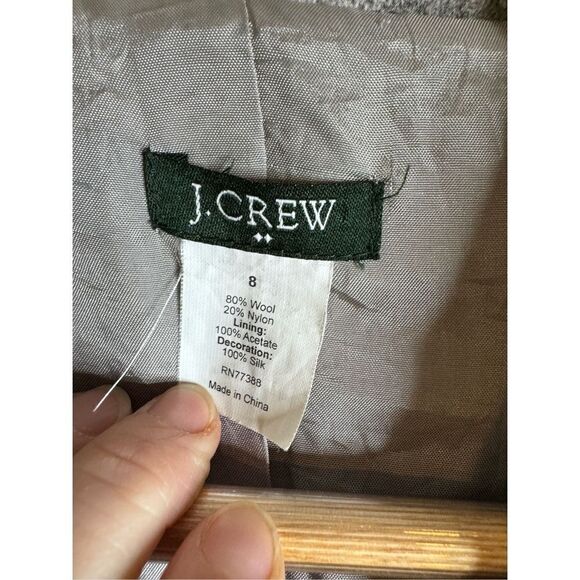 J.CREW
8
80% Wool
20% Nylon
Lining:
100% Acetate
Decoration:
100% Silk
RN77388
Made in China